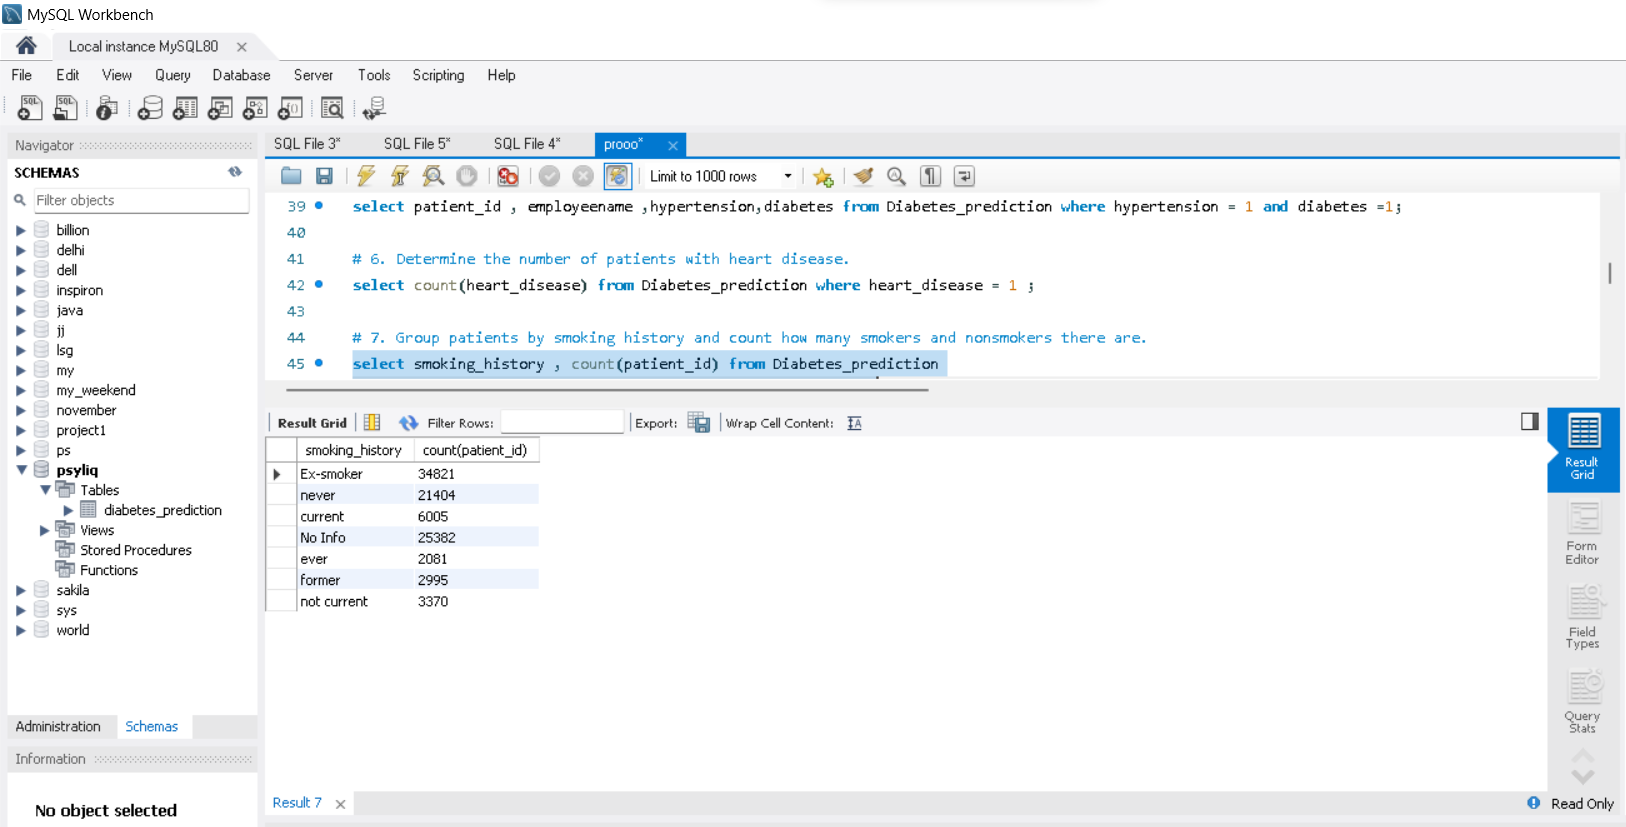 MySQL Workbench
Local instance MySQL80
File Edit View Query Database Server Tools Scripting Help
Navigator
SCHEMAS
Filter objects
billion
delhi
dell
inspiron
java
jj
lsg
my
my_weekend
november
project1
ps
psyliq
Tables
diabetes_prediction
Views
Stored Procedures
Functions
sakila
sys
world
Administration Schemas
Information
No object selected
SQL File 3* SQL File 5* SQL File 4* prooo*
Limit to 1000 rows
39 select patient_id , employeename ,hypertension,diabetes from Diabetes_prediction where hypertension = 1 and diabetes =1;
40
41 # 6. Determine the number of patients with heart disease.
42 select count(heart_disease) from Diabetes_prediction where heart_disease = 1 ;
43
44 # 7. Group patients by smoking history and count how many smokers and nonsmokers there are.
45 select smoking_history , count(patient_id) from Diabetes_prediction
Result Grid Filter Rows: Export: Wrap Cell Content:
smoking_history count(patient_id)
Ex-smoker 34821
never 21404
current 6005
No Info 25382
ever 2081
former 2995
not current 3370
Result
Grid
Form
Editor
Field
Types
Query
Stats
Result 7
Read Only